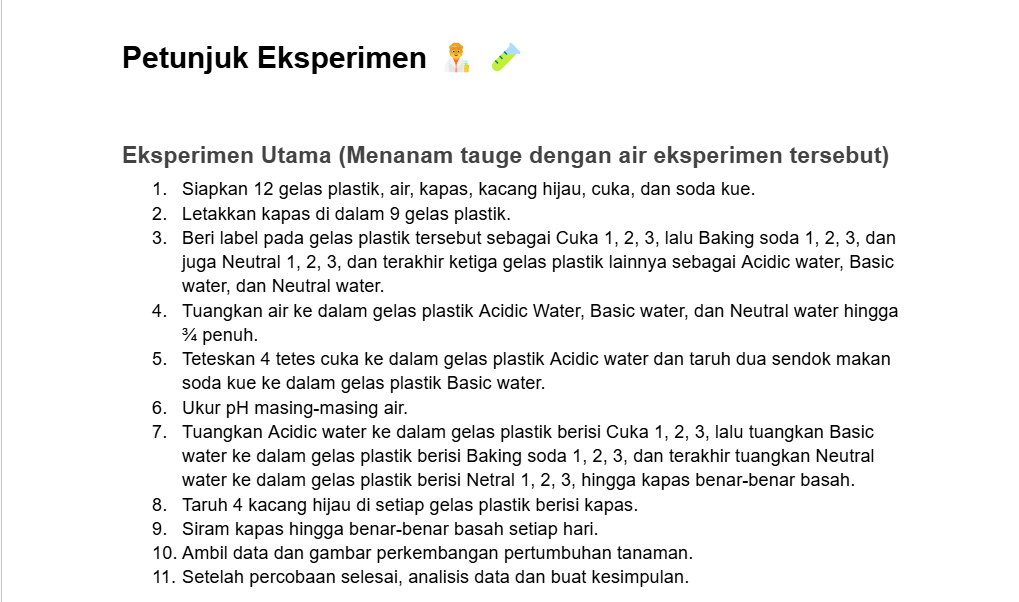 Petunjuk Eksperimen 👨‍🔬 🧪
Eksperimen Utama (Menanam tauge dengan air eksperimen tersebut)
1. Siapkan 12 gelas plastik, air, kapas, kacang hijau, cuka, dan soda kue.
2. Letakkan kapas di dalam 9 gelas plastik.
3. Beri label pada gelas plastik tersebut sebagai Cuka 1, 2, 3, lalu Baking soda 1, 2, 3, dan
juga Neutral 1, 2, 3, dan terakhir ketiga gelas plastik lainnya sebagai Acidic water, Basic
water, dan Neutral water.
4. Tuangkan air ke dalam gelas plastik Acidic Water, Basic water, dan Neutral water hingga
¾ penuh.
5. Teteskan 4 tetes cuka ke dalam gelas plastik Acidic water dan taruh dua sendok makan
soda kue ke dalam gelas plastik Basic water.
6. Ukur pH masing-masing air.
7. Tuangkan Acidic water ke dalam gelas plastik berisi Cuka 1, 2, 3, lalu tuangkan Basic
water ke dalam gelas plastik berisi Baking soda 1, 2, 3, dan terakhir tuangkan Neutral
water ke dalam gelas plastik berisi Netral 1, 2, 3, hingga kapas benar-benar basah.
8. Taruh 4 kacang hijau di setiap gelas plastik berisi kapas.
9. Siram kapas hingga benar-benar basah setiap hari.
10. Ambil data dan gambar perkembangan pertumbuhan tanaman.
11. Setelah percobaan selesai, analisis data dan buat kesimpulan.